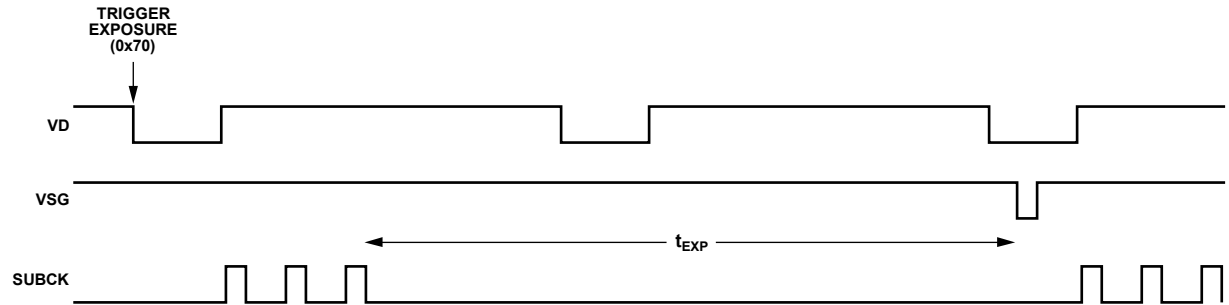 TRIGGER
EXPOSURE
(0x70)
VD
VSG
tEXP
SUBCK